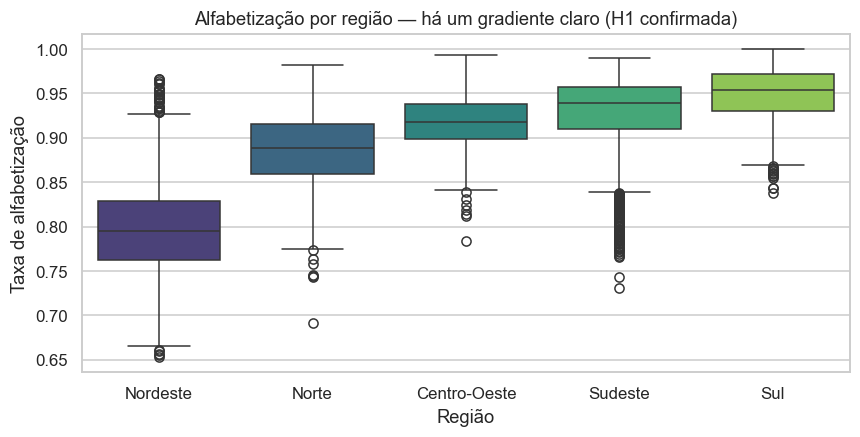 Alfabetização por região — há um gradiente claro (H1 confirmada)
Taxa de alfabetização
1.00
0.95
0.90
0.85
0.80
0.75
0.70
0.65
Nordeste Norte Centro-Oeste Sudeste Sul
Região